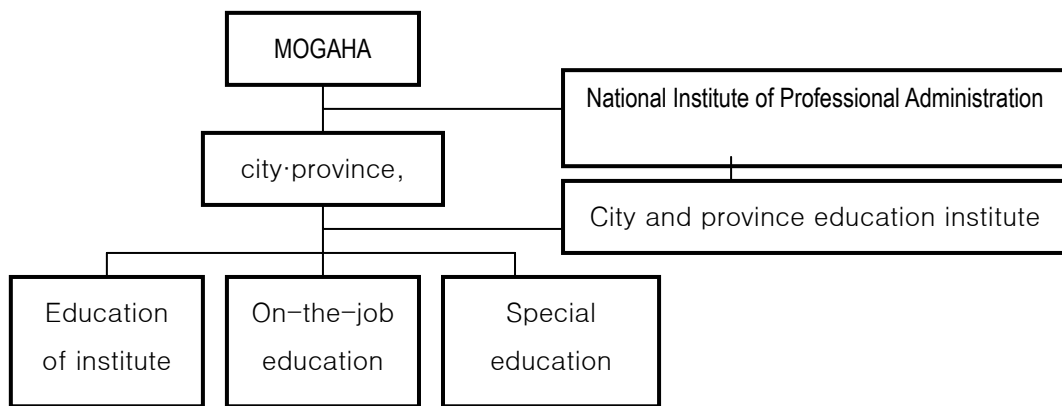 MOGAHA
National Institute of Professional Administration
city·province,
City and province education institute
Education
of institute
On-the-job
education
Special
education